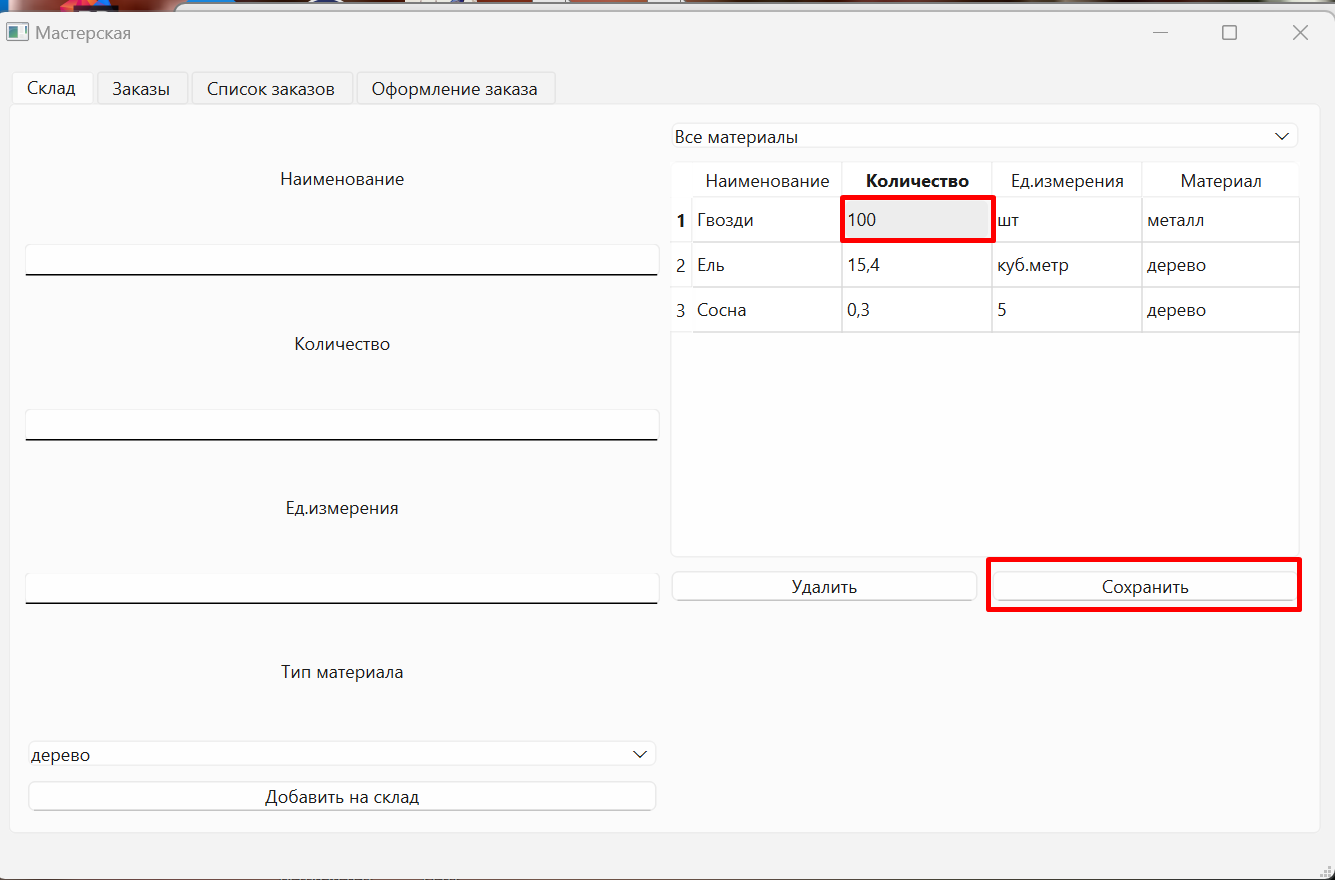 Мастерская
Склад
Заказы
Список заказов
Оформление заказа
Наименование
Количество
Ед.измерения
Тип материала
дерево
Добавить на склад
Все материалы
Наименование Количество Ед.измерения Материал
1 Гвозди 100 шт металл
2 Ель 15,4 куб.метр дерево
3 Сосна 0,3 5 дерево
Удалить
Сохранить